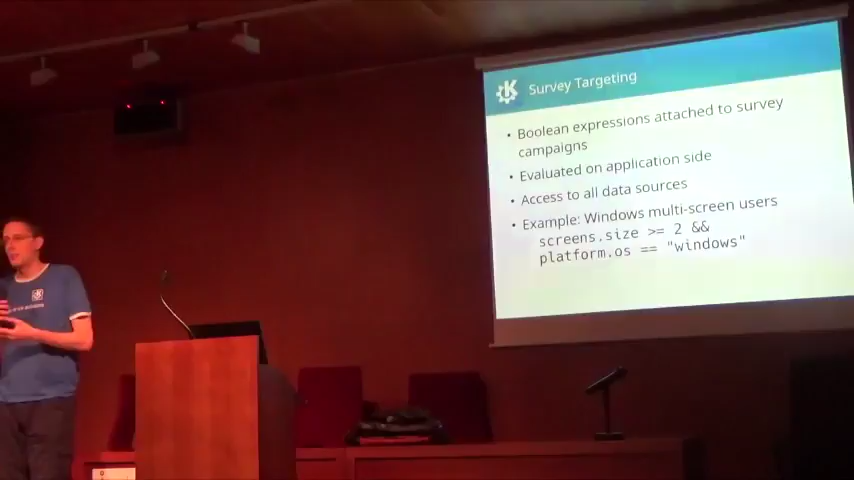 Survey Targeting
• Boolean expressions attached to survey
campaigns
• Evaluated on application side
• Access to all data sources
• Example: Windows multi-screen users
screens.size >= 2 &&
platform.os == "windows"